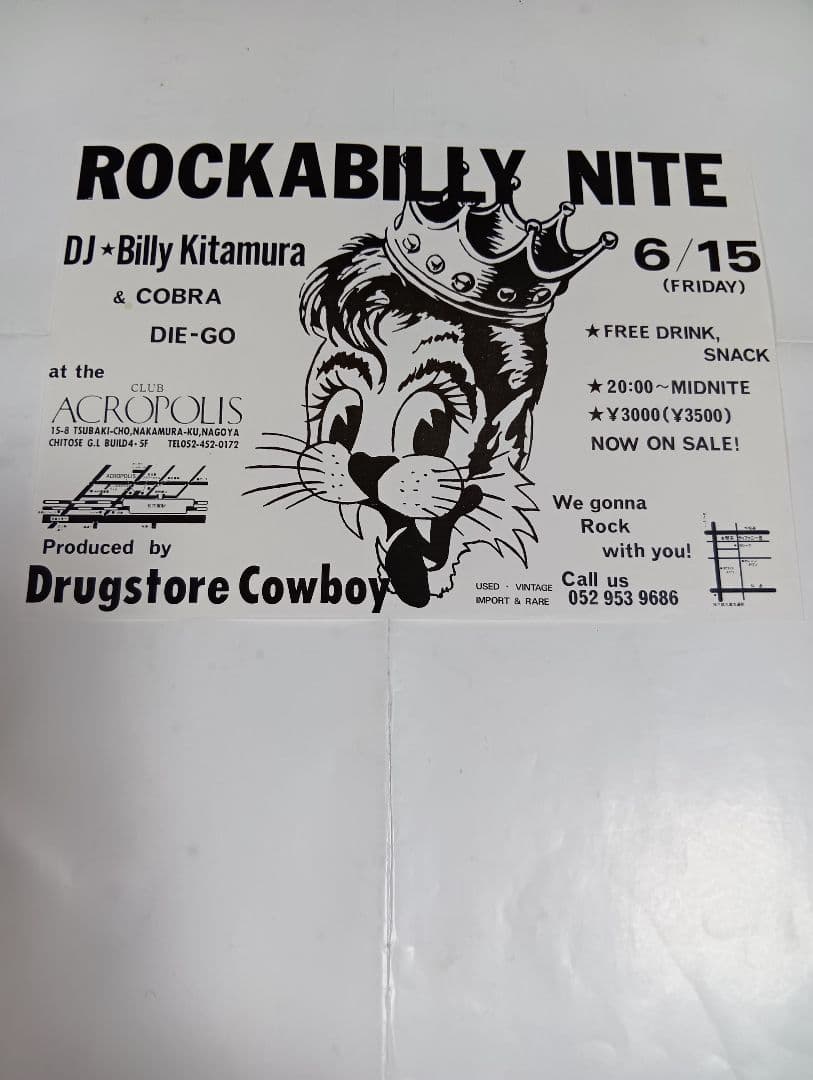 ROCKABILLY NITE
DJ★Billy Kitamura
& COBRA
DIE-GO
at the
CLUB
ACROPOLIS
15-8 TSUBAKI-CHO,NAKAMURA-KU,NAGOYA
CHITOSE G.L BUILD4・5F TEL052-452-0172
ACROPOLIS
Produced by
Drugstore Cowboy
6/15
(FRIDAY)
★FREE DRINK,
SNACK
★20:00~MIDNITE
★¥3000(¥3500)
NOW ON SALE!
We gonna
Rock
with you!
USED・VINTAGE
IMPORT & RARE
Call us
052 953 9686